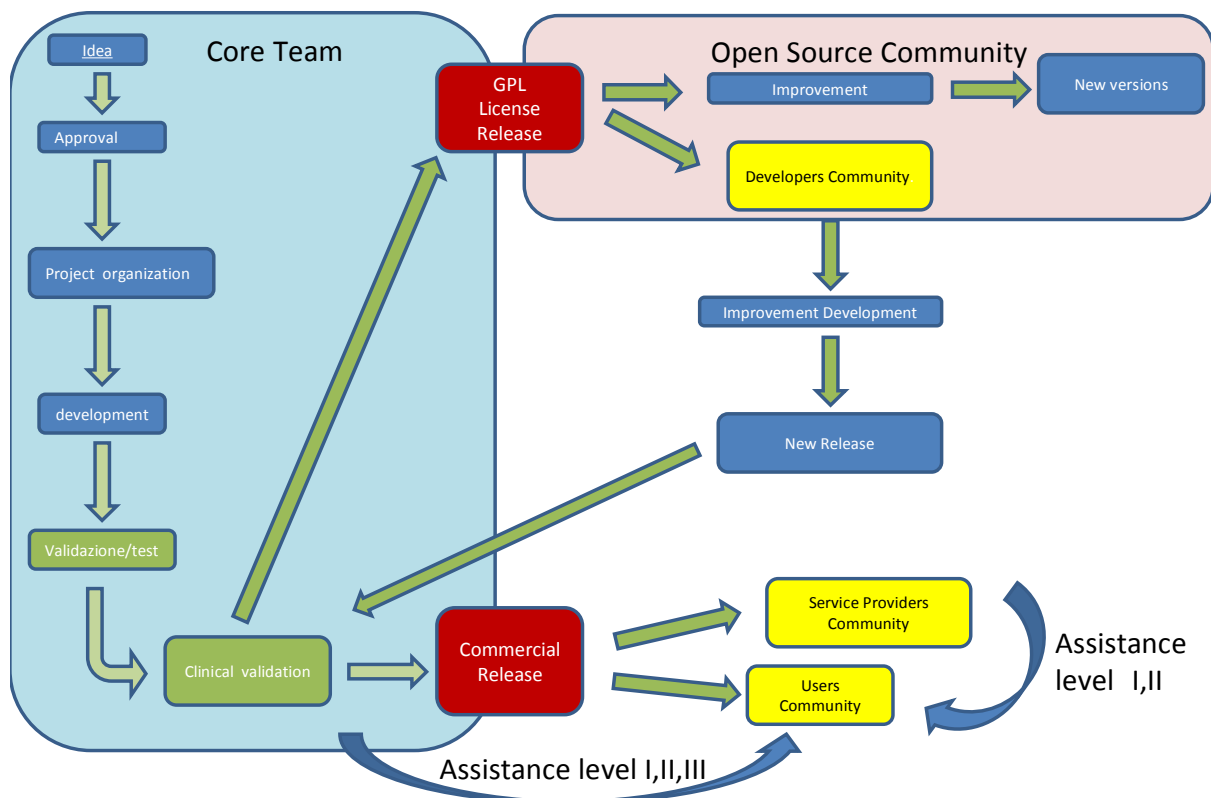 Core Team
Idea
Approval
Project organization
development
Validazione/test
Clinical validation
GPL
License
Release
Open Source Community
Improvement
New versions
Developers Community
Improvement Development
New Release
Commercial
Release
Service Providers
Community
Users
Community
Assistance
level I,II
Assistance level I,II,III